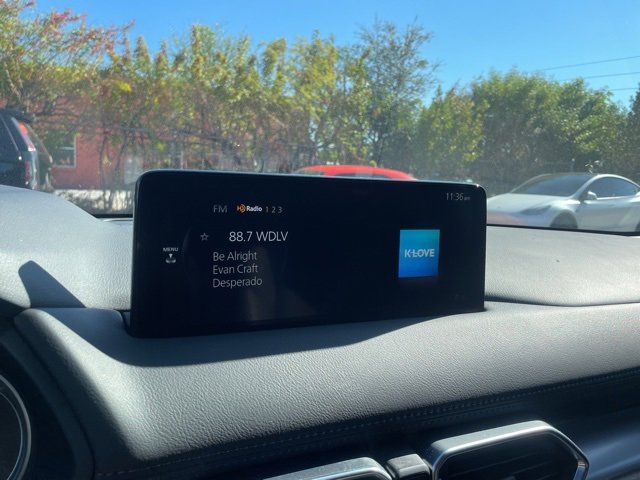 FM HD Radio 1 2 3 11:36 am
☆ 88.7 WDLV
MENU
Be Alright
Evan Craft
Desperado
K-LOVE